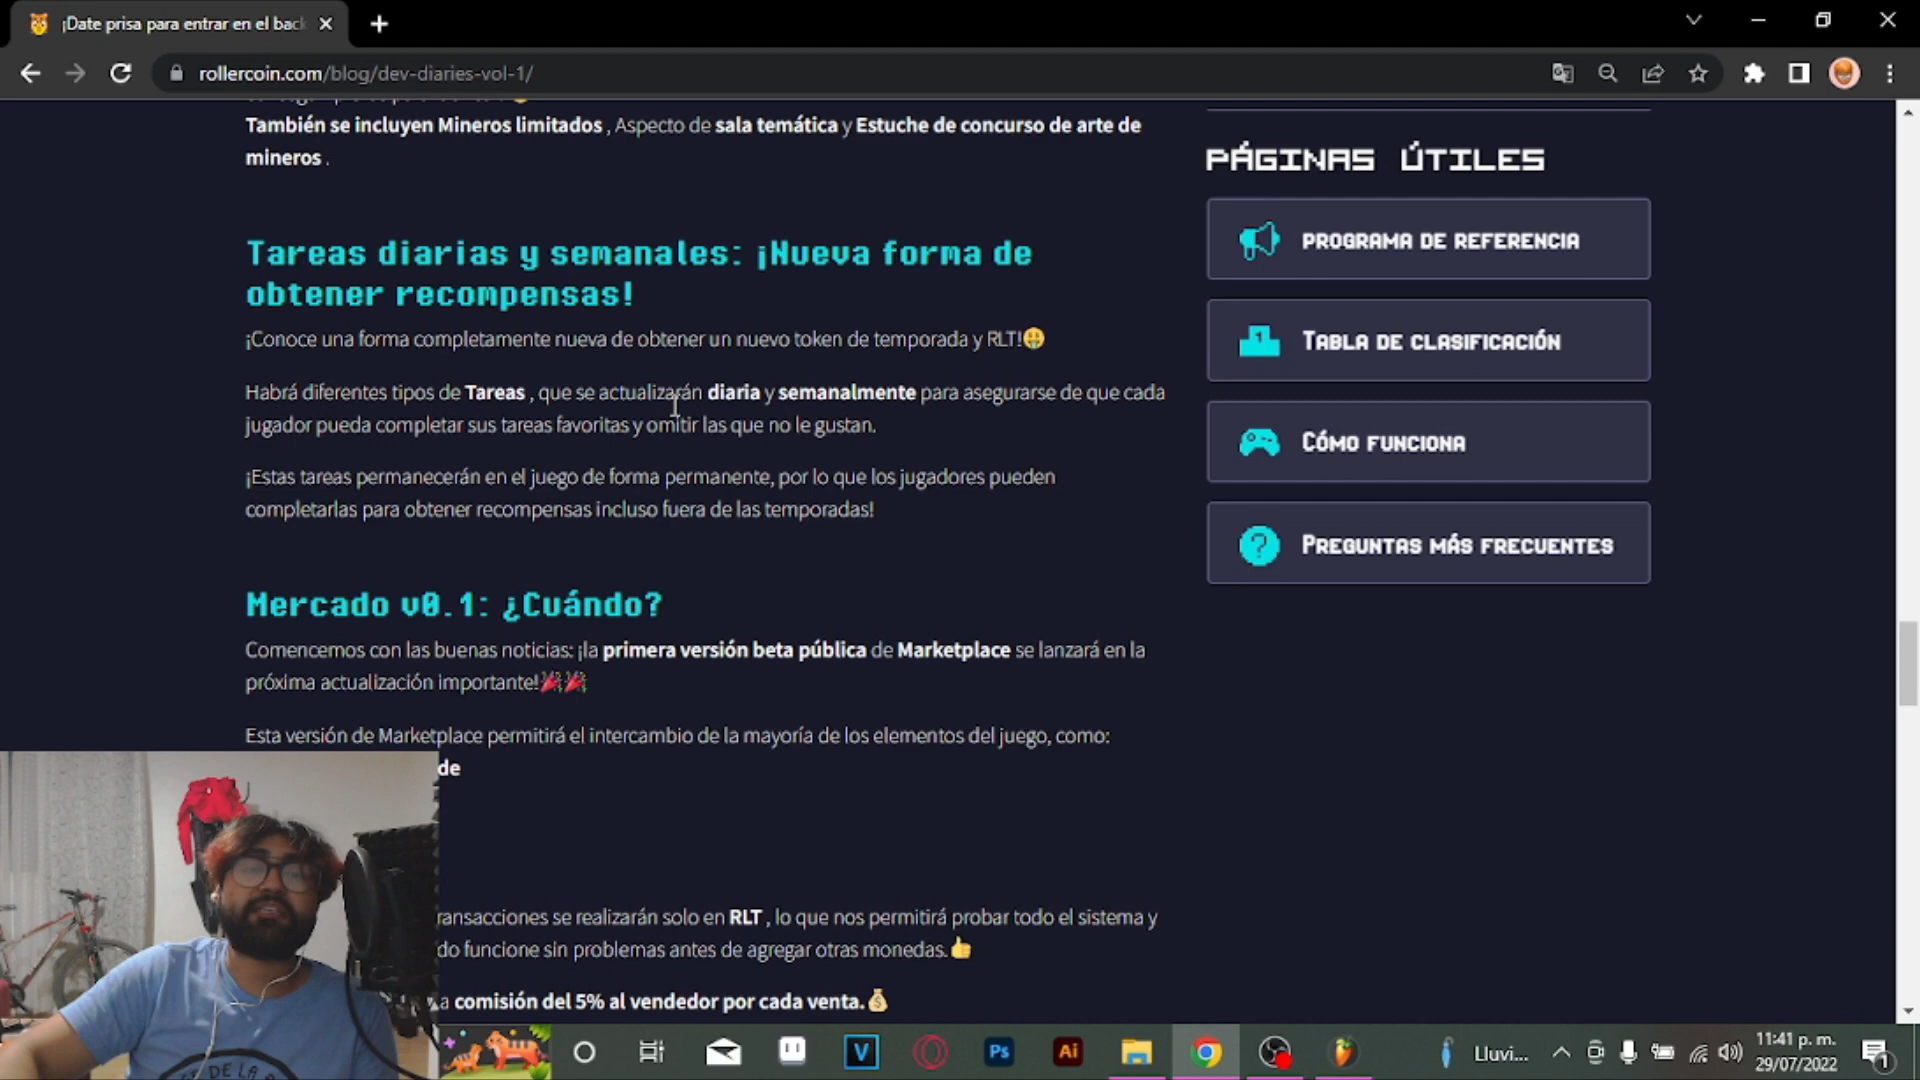 ¡Date prisa para entrar en el bac
rollercoin.com/blog/dev-diaries-vol-1/
También se incluyen Mineros limitados , Aspecto de sala temática y Estuche de concurso de arte de
mineros .
Tareas diarias y semanales: ¡Nueva forma de
obtener recompensas!
¡Conoce una forma completamente nueva de obtener un nuevo token de temporada y RLT!🤑
Habrá diferentes tipos de Tareas , que se actualizarán diaria y semanalmente para asegurarse de que cada
jugador pueda completar sus tareas favoritas y omitir las que no le gustan.
¡Estas tareas permanecerán en el juego de forma permanente, por lo que los jugadores pueden
completarlas para obtener recompensas incluso fuera de las temporadas!
Mercado v0.1: ¿Cuándo?
Comencemos con las buenas noticias: ¡la primera versión beta pública de Marketplace se lanzará en la
próxima actualización importante!🎉🎉
Esta versión de Marketplace permitirá el intercambio de la mayoría de los elementos del juego, como:
de
ransacciones se realizarán solo en RLT , lo que nos permitirá probar todo el sistema y
do funcione sin problemas antes de agregar otras monedas.👍
a comisión del 5% al vendedor por cada venta.💰
PÁGINAS ÚTILES
PROGRAMA DE REFERENCIA
1
TABLA DE CLASIFICACIÓN
CÓMO FUNCIONA
?
PREGUNTAS MÁS FRECUENTES
V
Ps
Ai
Lluvi...
11:41 p. m.
29/07/2022
1